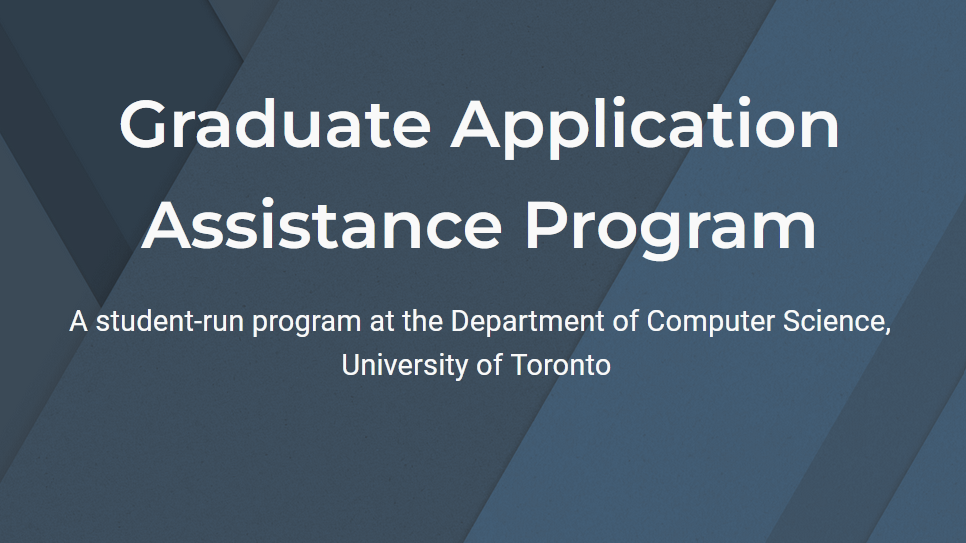 Graduate Application
Assistance Program
A student-run program at the Department of Computer Science,
University of Toronto